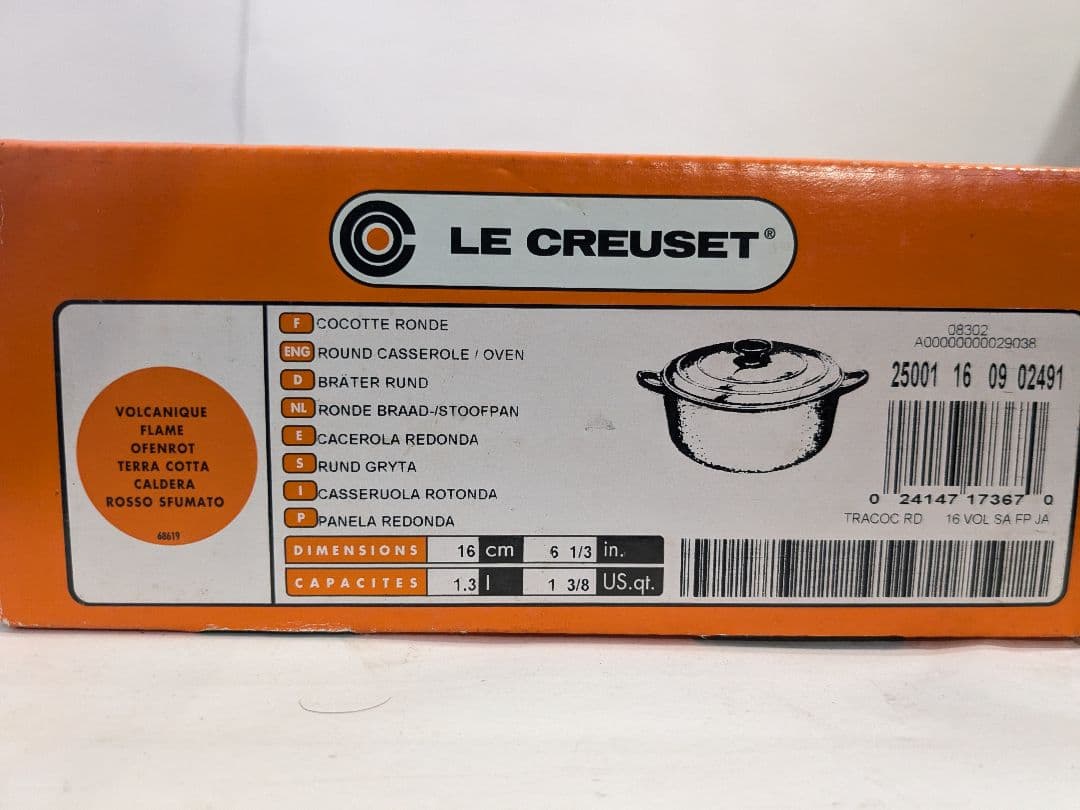 LE CREUSET®
VOLCANIQUE
FLAME
OFENROT
TERRA COTTA
CALDERA
ROSSO SFUMATO
68619
F COCOTTE RONDE
ENG ROUND CASSEROLE / OVEN
D BRÄTER RUND
NL RONDE BRAAD-/STOOFPAN
E CACEROLA REDONDA
S RUND GRYTA
I CASSERUOLA ROTONDA
P PANELA REDONDA
DIMENSIONS 16 cm 6 1/3 in.
CAPACITES 1.3 l 1 3/8 US.qt.
08302
A00000000029038
25001 16 09 02491
0 24147 17367 0
TRACOC RD 16 VOL SA FP JA